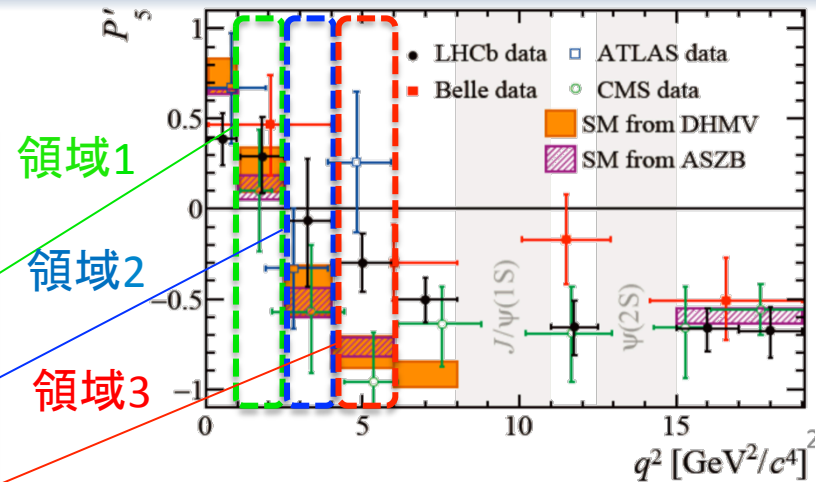 P′5
1
0.5
0
−0.5
−1
LHCb data
ATLAS data
Belle data
CMS data
SM from DHMV
SM from ASZB
領域1
領域2
領域3
J/ψ(1S)
ψ(2S)
0 5 10 15
q² [GeV²/c⁴]
2